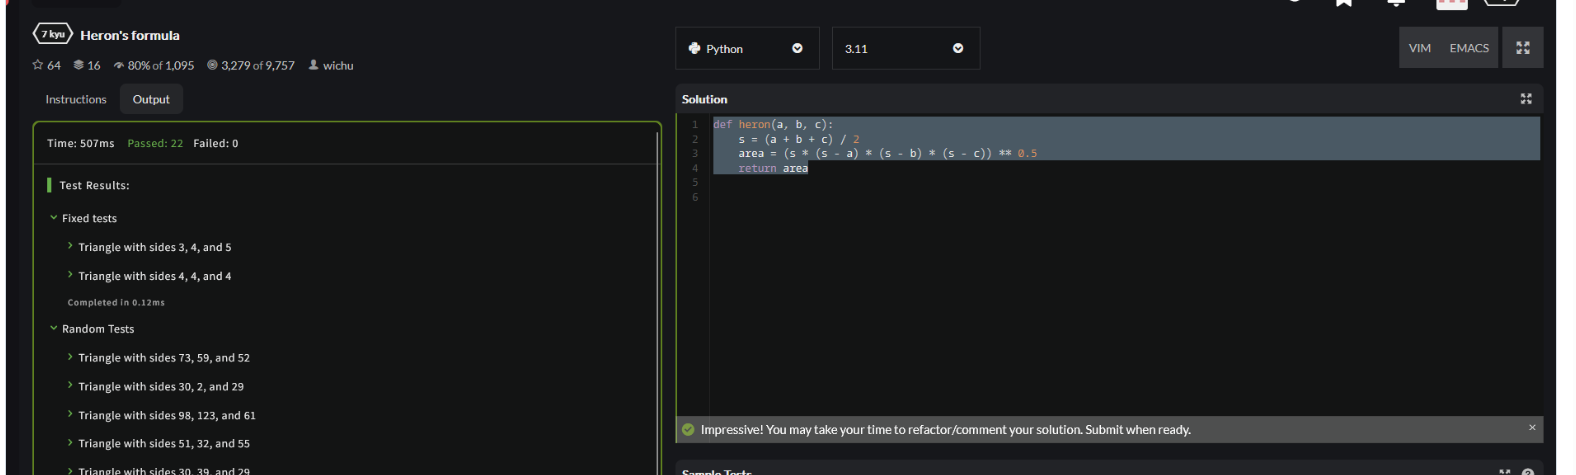 7 kyu Heron's formula
64 16 80% of 1,095 3,279 of 9,757 wichu
Instructions Output
Time: 507ms Passed: 22 Failed: 0
Test Results:
Fixed tests
Triangle with sides 3, 4, and 5
Triangle with sides 4, 4, and 4
Completed in 0.12ms
Random Tests
Triangle with sides 73, 59, and 52
Triangle with sides 30, 2, and 29
Triangle with sides 98, 123, and 61
Triangle with sides 51, 32, and 55
Triangle with sides 30, 39, and 29
Python 3.11 VIM EMACS
Solution
1 def heron(a, b, c):
2 s = (a + b + c) / 2
3 area = (s * (s - a) * (s - b) * (s - c)) ** 0.5
4 return area
5
6
Impressive! You may take your time to refactor/comment your solution. Submit when ready. ×
Sample Tests ?